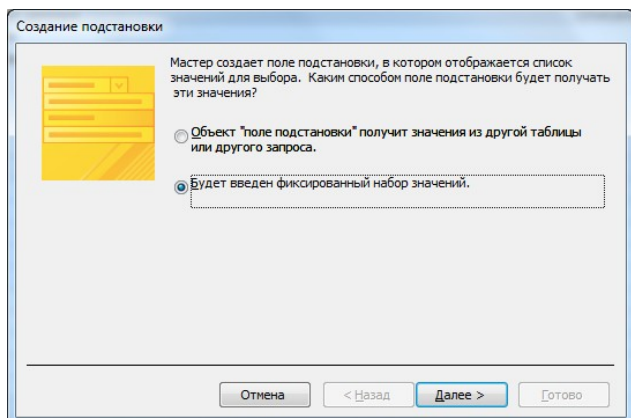 Создание подстановки
Мастер создает поле подстановки, в котором отображается список
значений для выбора. Каким способом поле подстановки будет получать
эти значения?
Объект "поле подстановки" получит значения из другой таблицы
или другого запроса.
Будет введен фиксированный набор значений.
Отмена
< Назад
Далее >
Готово